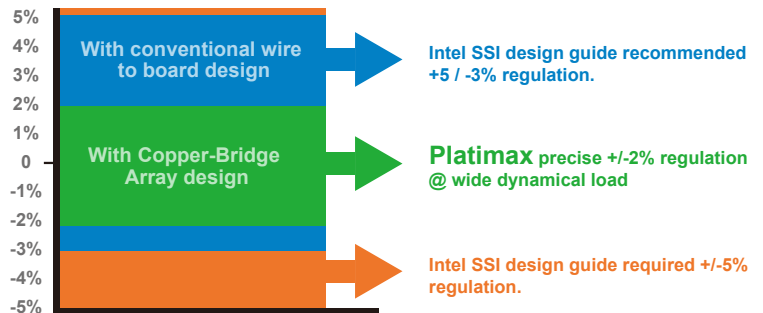 5%
4%
3%
2%
1%
0
-1%
-2%
-3%
-4%
-5%
With conventional wire
to board design
With Copper-Bridge
Array design
Intel SSI design guide recommended
+5 / -3% regulation.
Platimax precise +/-2% regulation
@ wide dynamical load
Intel SSI design guide required +/-5%
regulation.